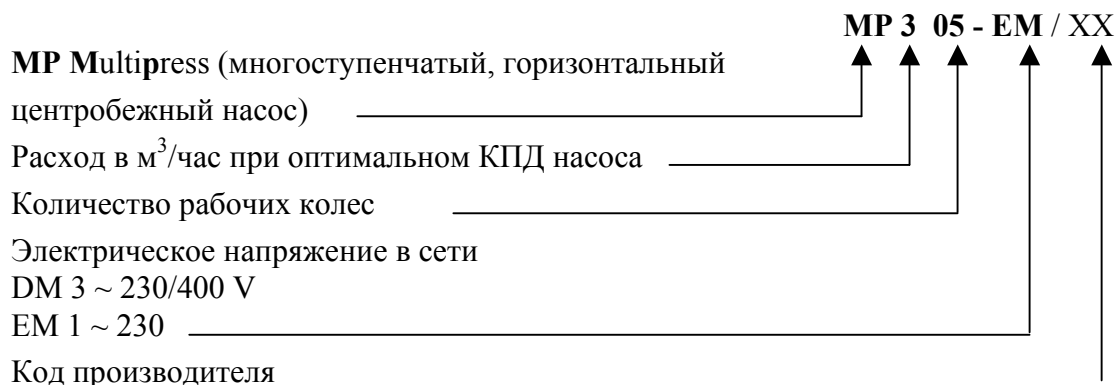 MP 3 05 - EM / XX
MP Multipress (многоступенчатый, горизонтальный
центробежный насос)
Расход в м³/час при оптимальном КПД насоса
Количество рабочих колес
Электрическое напряжение в сети
DM 3 ~ 230/400 V
EM 1 ~ 230
Код производителя